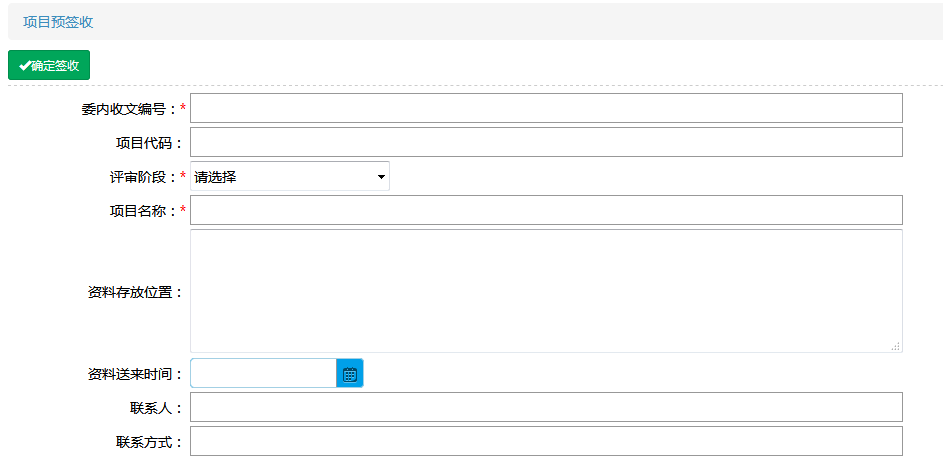 项目预签收
确定签收
委内收文编号：*
项目代码：
评审阶段：* 请选择
项目名称：*
资料存放位置：
资料送来时间：
联系人：
联系方式：